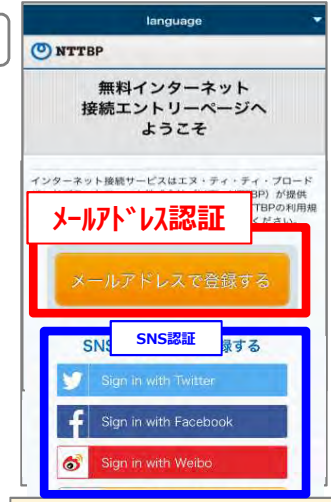 language
NTTBP
無料インターネット
接続エントリーページへ
ようこそ
インターネット接続サービスはエヌ・ティ・ティ・ブロード
BP）が提供
TBPの利用規
ください。
メールアドレス認証
メールアドレスで登録する
SNS認証
SNS 録する
Sign in with Twitter
Sign in with Facebook
Sign in with Weibo